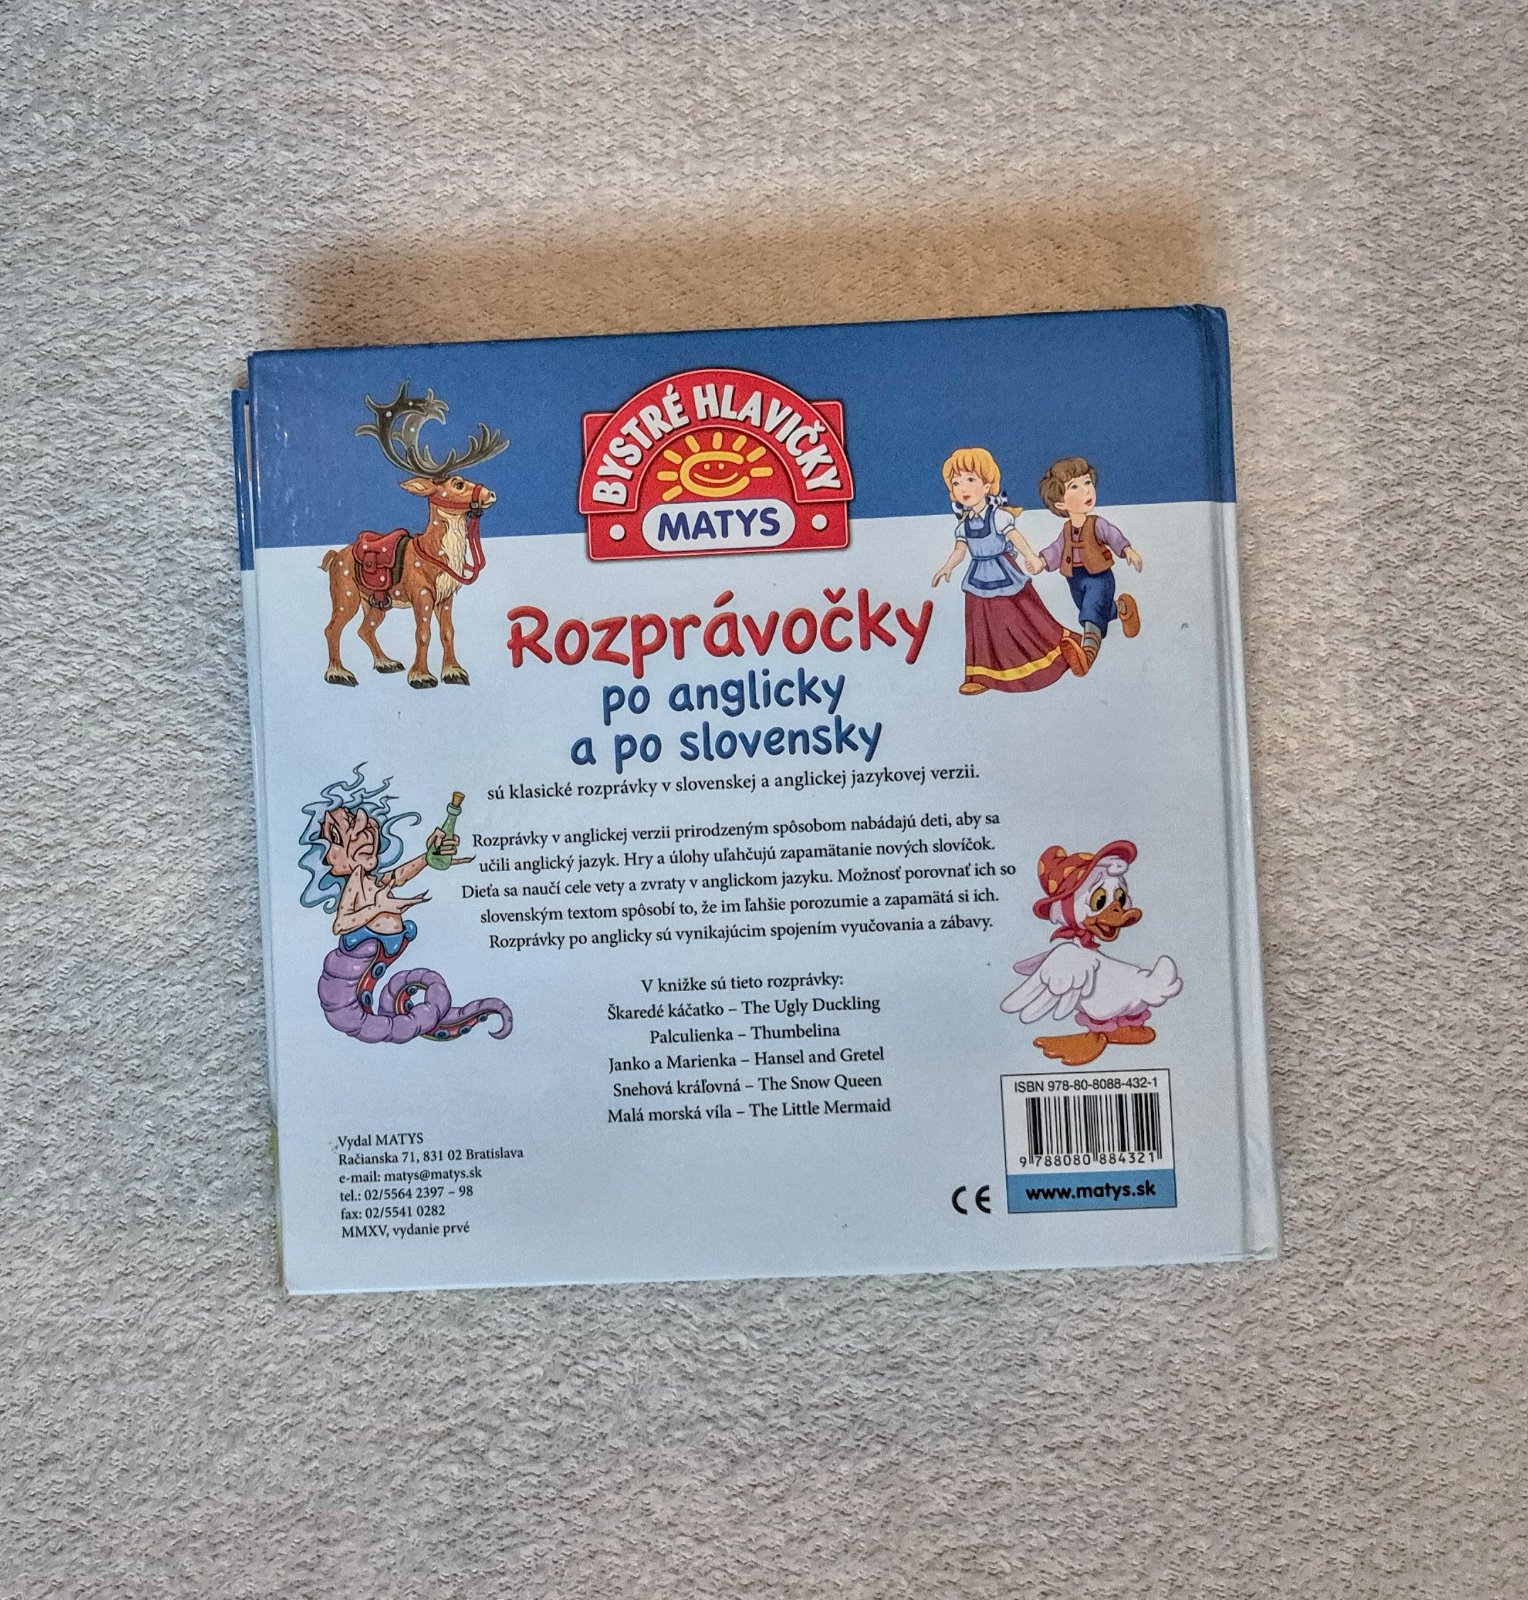 BYSTRÉ HLAVIČKY
MATYS
Rozprávočky
po anglicky
a po slovensky
sú klasické rozprávky v slovenskej a anglickej jazykovej verzii.
Rozprávky v anglickej verzii prirodzeným spôsobom nabádajú deti, aby sa
učili anglický jazyk. Hry a úlohy uľahčujú zapamätanie nových slovíčok.
Dieťa sa naučí cele vety a zvraty v anglickom jazyku. Možnosť porovnať ich so
slovenským textom spôsobí to, že im ľahšie porozumie a zapamätá si ich.
Rozprávky po anglicky sú vynikajúcim spojením vyučovania a zábavy.
V knižke sú tieto rozprávky:
Škaredé káčatko – The Ugly Duckling
Palculienka – Thumbelina
Janko a Marienka – Hansel and Gretel
Snehová kráľovná – The Snow Queen
Malá morská víla – The Little Mermaid
Vydal MATYS
Račianska 71, 831 02 Bratislava
e-mail: matys@matys.sk
tel.: 02/5564 2397 – 98
fax: 02/5541 0282
MMXV, vydanie prvé
CE
ISBN 978-80-8088-432-1
9 788080 884321
www.matys.sk